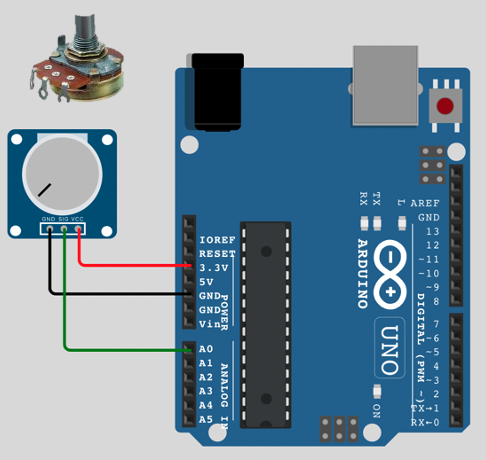 GND SIG VCC
IOREF
RESET
3.3V
5V
GND
GND
Vin
POWER
A0
A1
A2
A3
A4
A5
ANALOG IN
RX
TX
L
ARDUINO
UNO
ON
AREF
GND
13
12
~11
~10
~9
8
7
~6
~5
4
~3
2
TX→1
RX←0
DIGITAL (PWM ~)